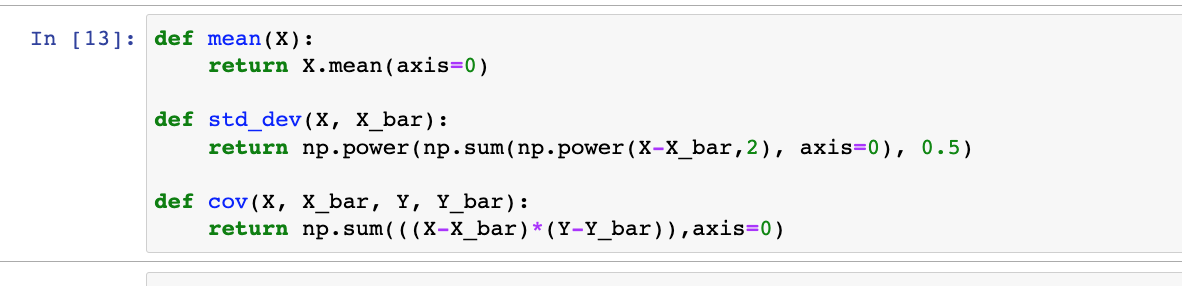 In [13]: def mean(X):
return X.mean(axis=0)
def std_dev(X, X_bar):
return np.power(np.sum(np.power(X-X_bar,2), axis=0), 0.5)
def cov(X, X_bar, Y, Y_bar):
return np.sum(((X-X_bar)*(Y-Y_bar)),axis=0)